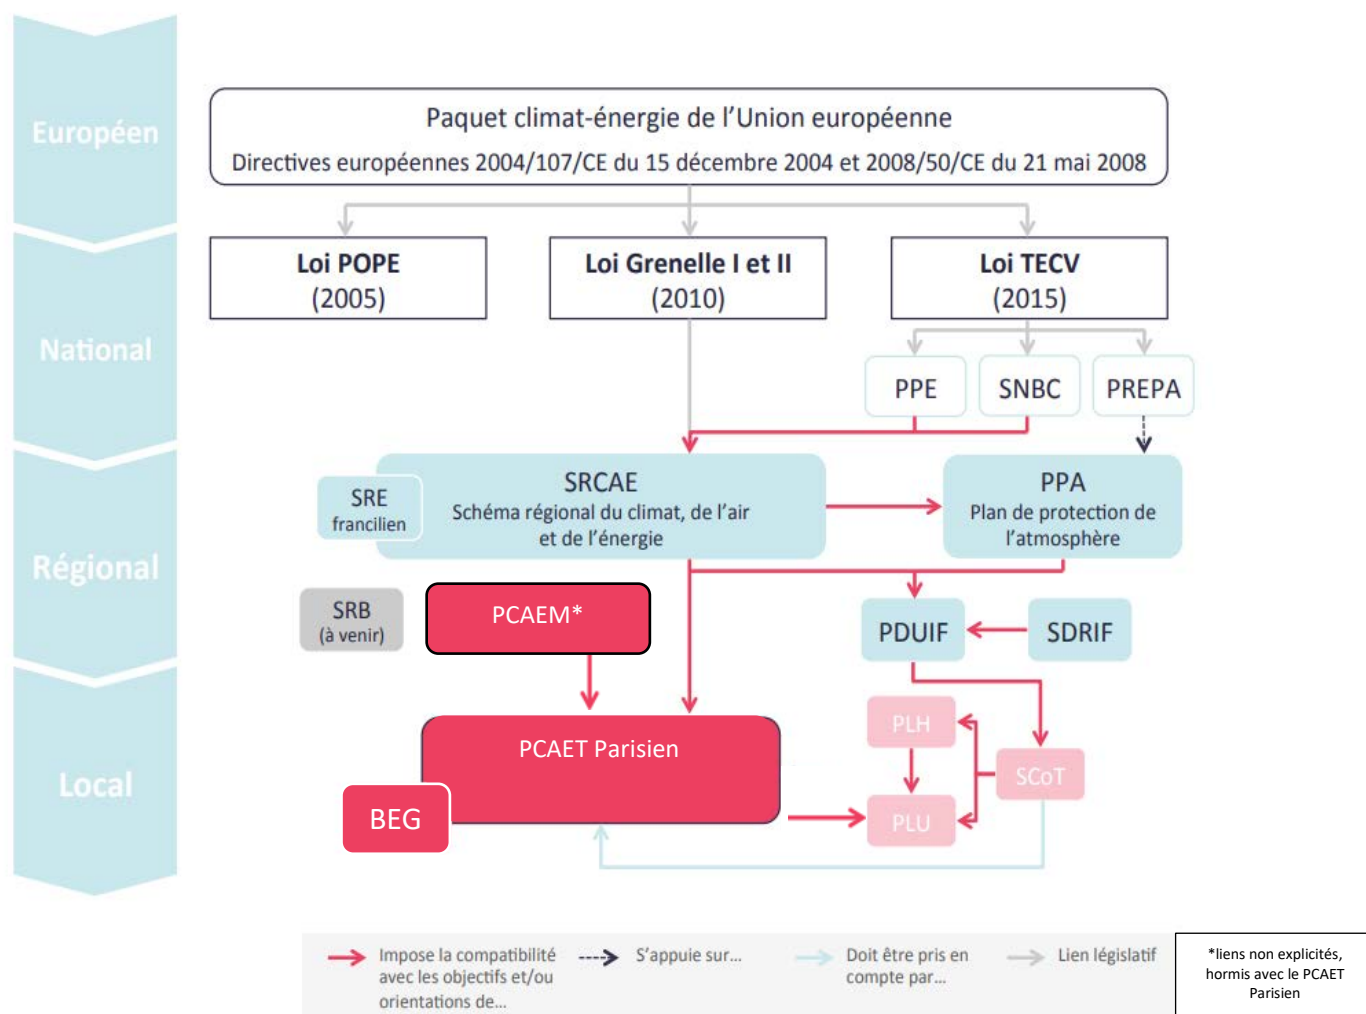 Européen
Paquet climat-énergie de l'Union européenne
Directives européennes 2004/107/CE du 15 décembre 2004 et 2008/50/CE du 21 mai 2008
National
Loi POPE
(2005)
Loi Grenelle I et II
(2010)
Loi TECV
(2015)
PPE
SNBC
PREPA
Régional
SRE
francilien
SRCAE
Schéma régional du climat, de l'air
et de l'énergie
PPA
Plan de protection de
l'atmosphère
SRB
(à venir)
PCAEM*
PDUIF
SDRIF
Local
PCAET Parisien
BEG
PLH
SCoT
PLU
Impose la compatibilité
avec les objectifs et/ou
orientations de...
S'appuie sur...
Doit être pris en
compte par...
Lien législatif
*liens non explicités,
hormis avec le PCAET
Parisien